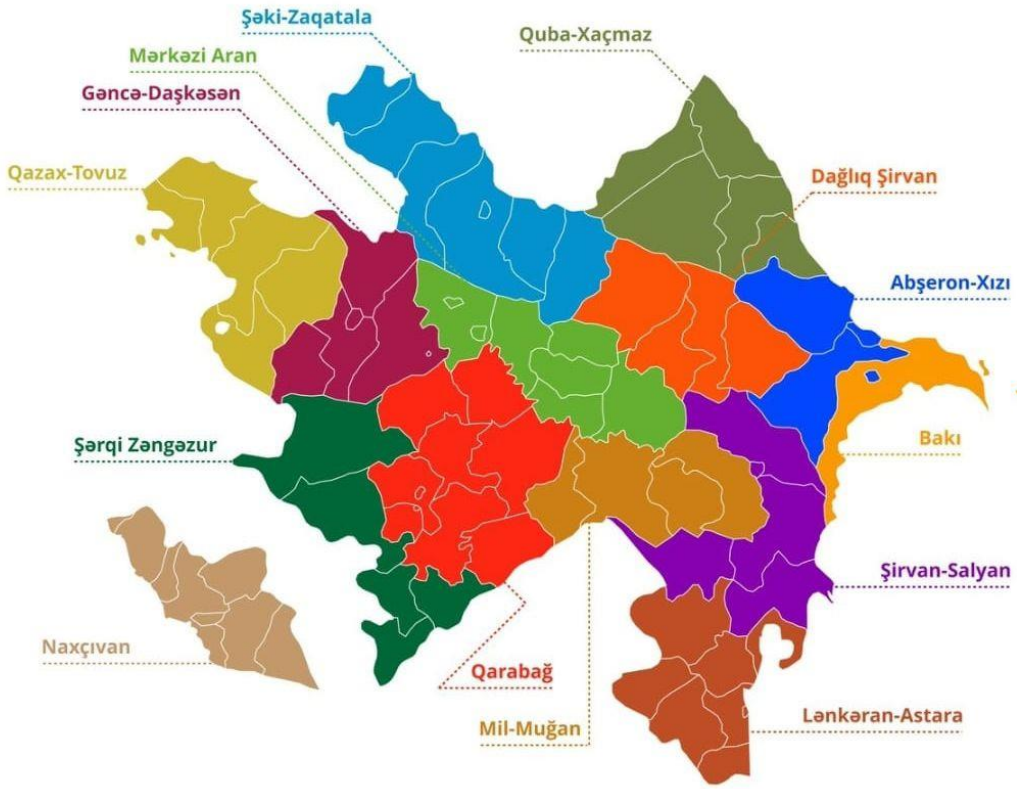 Şəki-Zaqatala
Quba-Xaçmaz
Mərkəzi Aran
Gəncə-Daşkəsən
Qazax-Tovuz
Dağlıq Şirvan
Abşeron-Xızı
Bakı
Şərqi Zəngəzur
Şirvan-Salyan
Naxçıvan
Qarabağ
Lənkəran-Astara
Mil-Muğan